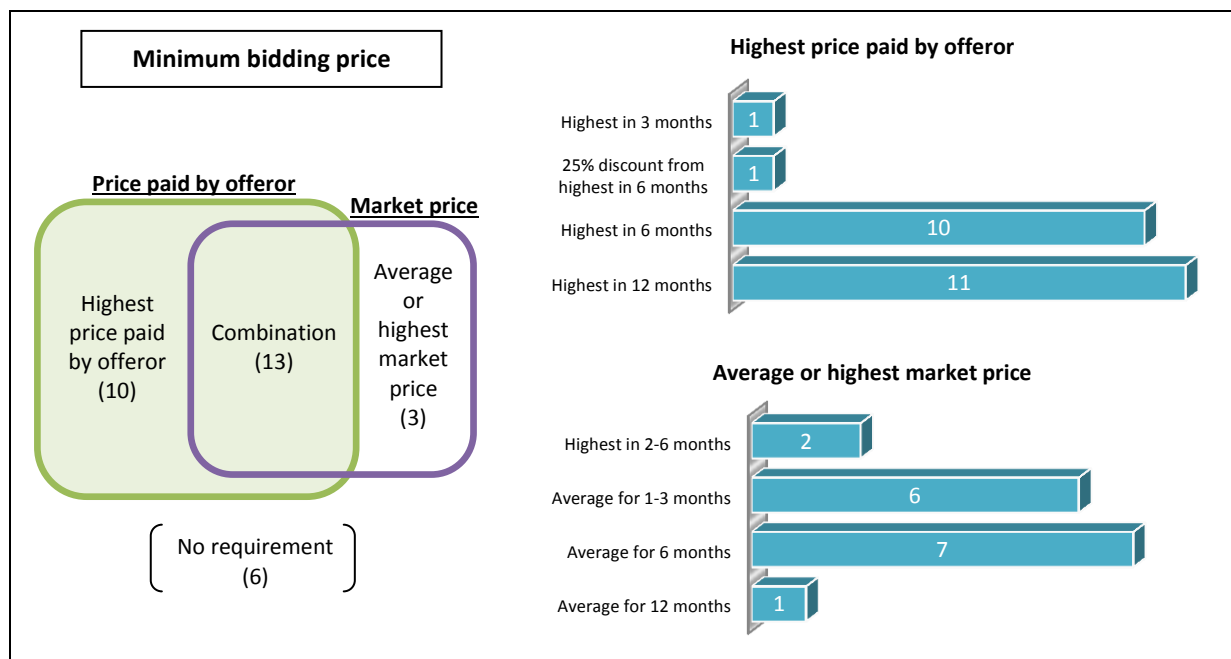 Minimum bidding price
Price paid by offeror
Market price
Highest
price paid
by offeror
(10)
Combination
(13)
Average
or
highest
market
price
(3)
No requirement
(6)
Highest price paid by offeror
Highest in 3 months
1
25% discount from
highest in 6 months
1
Highest in 6 months
10
Highest in 12 months
11
Average or highest market price
Highest in 2-6 months
2
Average for 1-3 months
6
Average for 6 months
7
Average for 12 months
1